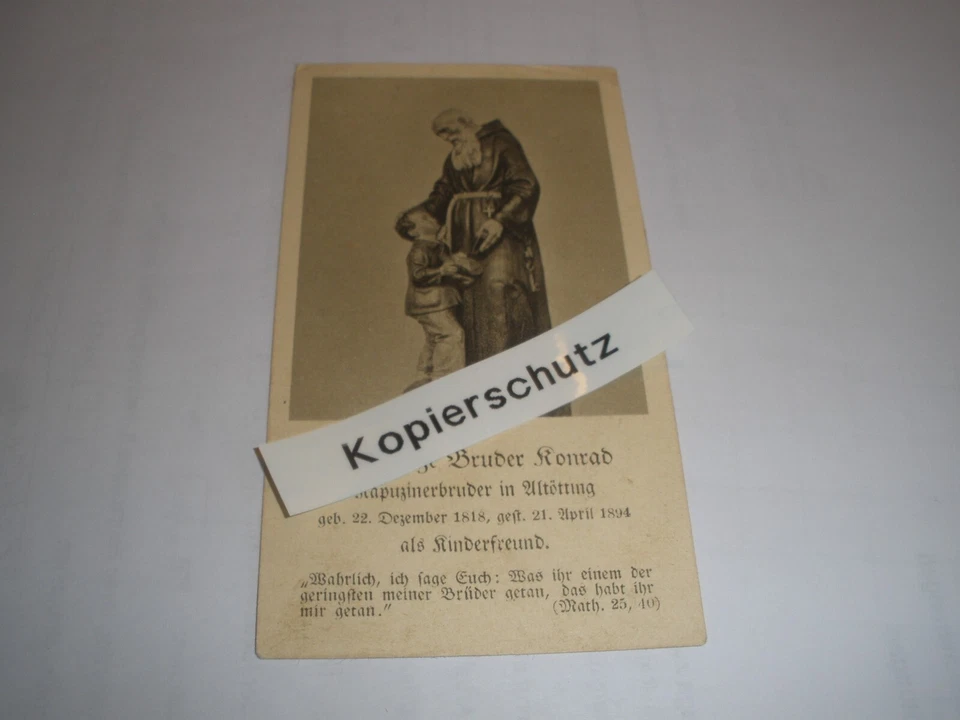 Kopierschutz
Bruder Konrad
Kapuzinerbruder in Altötting
geb. 22. Dezember 1818, gest. 21. April 1894
als Kinderfreund.
„Wahrlich, ich sage Euch: Was ihr einem der
geringsten meiner Brüder getan, das habt ihr
mir getan.“ (Math. 25, 40)